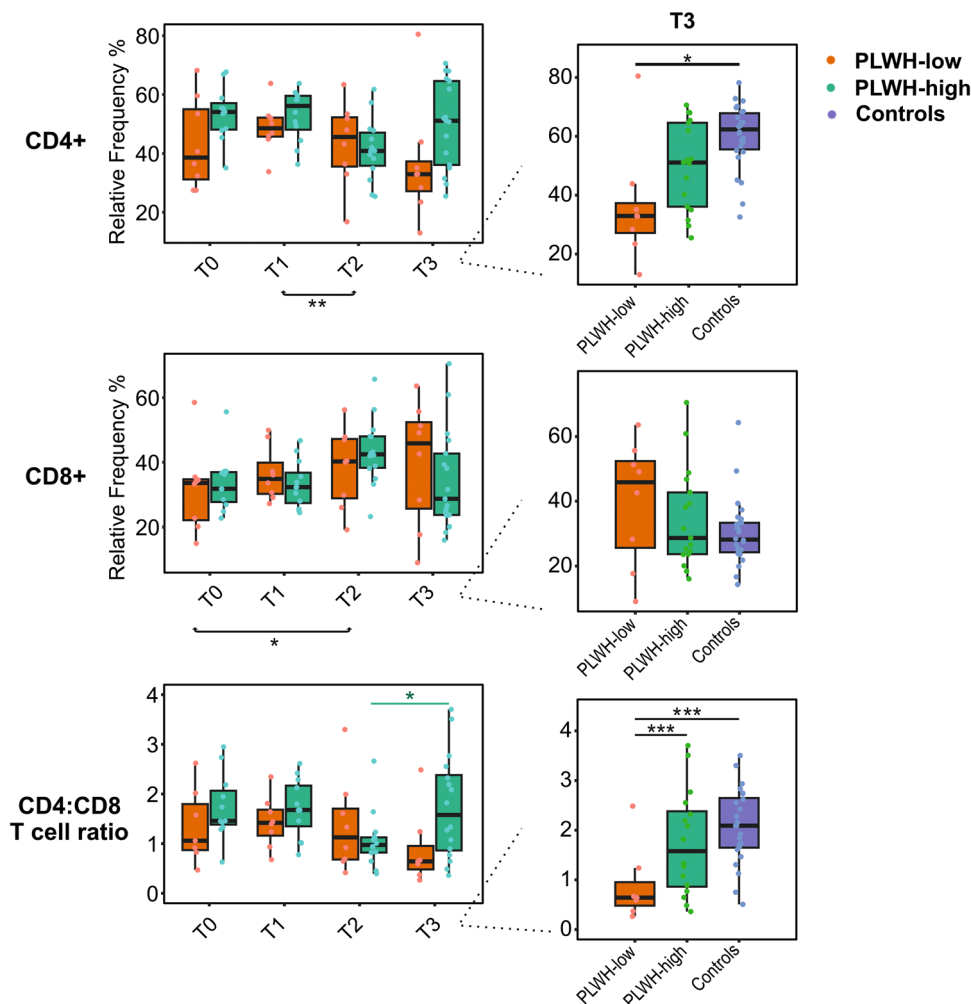 T3
PLWH-low
PLWH-high
Controls
CD4+
Relative Frequency %
80
60
40
20
T0
T1
T2
T3
**
*
80
60
40
20
PLWH-low
PLWH-high
Controls
CD8+
Relative Frequency %
60
40
20
T0
T1
T2
T3
*
60
40
20
PLWH-low
PLWH-high
Controls
CD4:CD8
T cell ratio
4
3
2
1
0
*
T0
T1
T2
T3
***
***
4
3
2
1
0
PLWH-low
PLWH-high
Controls